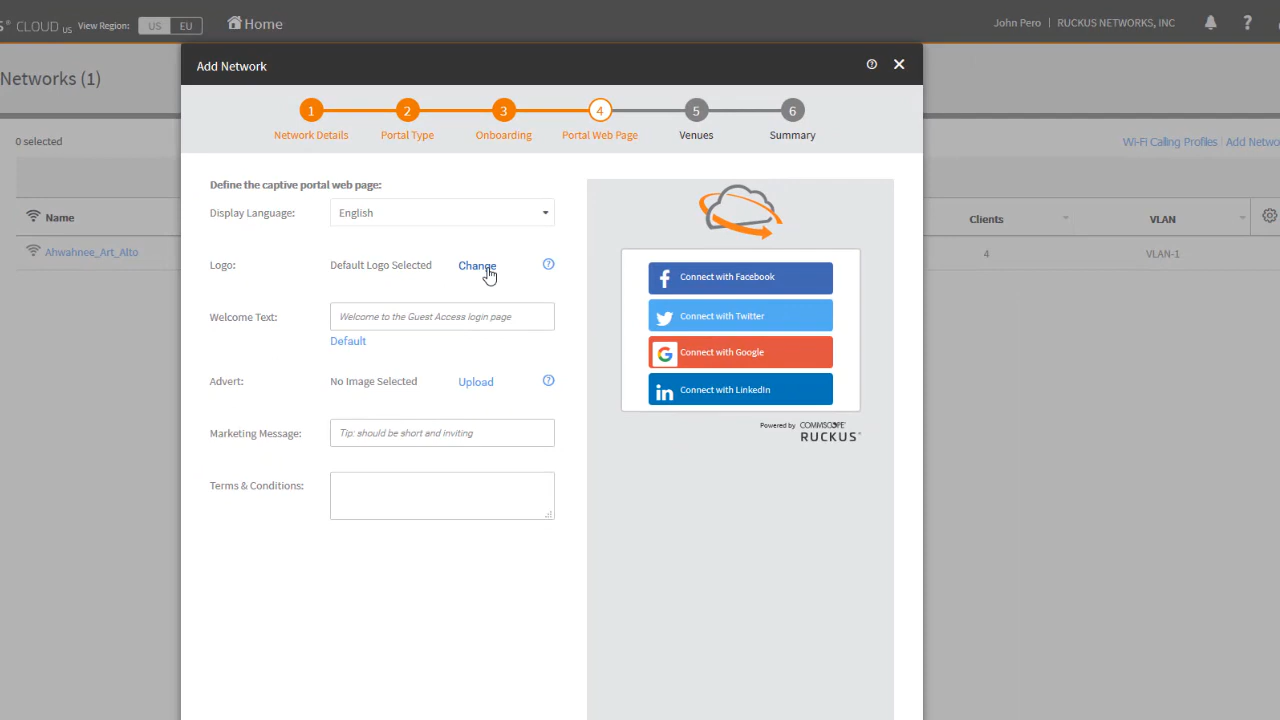 S® CLOUD US View Region: US EU Home John Pero | RUCKUS NETWORKS, INC ?
Networks (1)
Add Network
1 2 3 4 5 6
Network Details Portal Type Onboarding Portal Web Page Venues Summary
0 selected
Wi-Fi Calling Profiles | Add Netwo
Name Clients VLAN
Ahwahnee_Art_Alto 4 VLAN-1
Define the captive portal web page:
Display Language: English
Logo: Default Logo Selected Change ?
Welcome Text: Welcome to the Guest Access login page
Default
Advert: No Image Selected Upload ?
Marketing Message: Tip: should be short and inviting
Terms & Conditions:
Connect with Facebook
Connect with Twitter
Connect with Google
Connect with LinkedIn
Powered by COMMSCOPE®
RUCKUS®